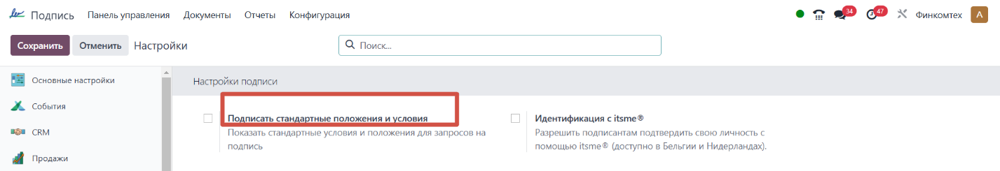 Подпись Панель управления Документы Отчеты Конфигурация 34 47 Финкомтех A
Сохранить Отменить Настройки Поиск...
Основные настройки
События
CRM
Продажи
Настройки подписи
Подписать стандартные положения и условия
Показать стандартные условия и положения для запросов на
подпись
Идентификация с itsme®
Разрешить подписантам подтвердить свою личность с
помощью itsme® (доступно в Бельгии и Нидерландах).